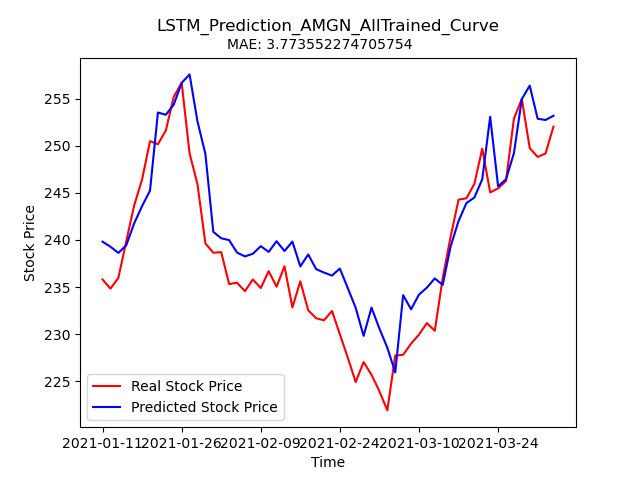 LSTM_Prediction_AMGN_AllTrained_Curve
MAE: 3.773552274705754
Stock Price
255
250
245
240
235
230
225
Real Stock Price
Predicted Stock Price
2021-01-11 2021-01-26 2021-02-09 2021-02-24 2021-03-10 2021-03-24
Time